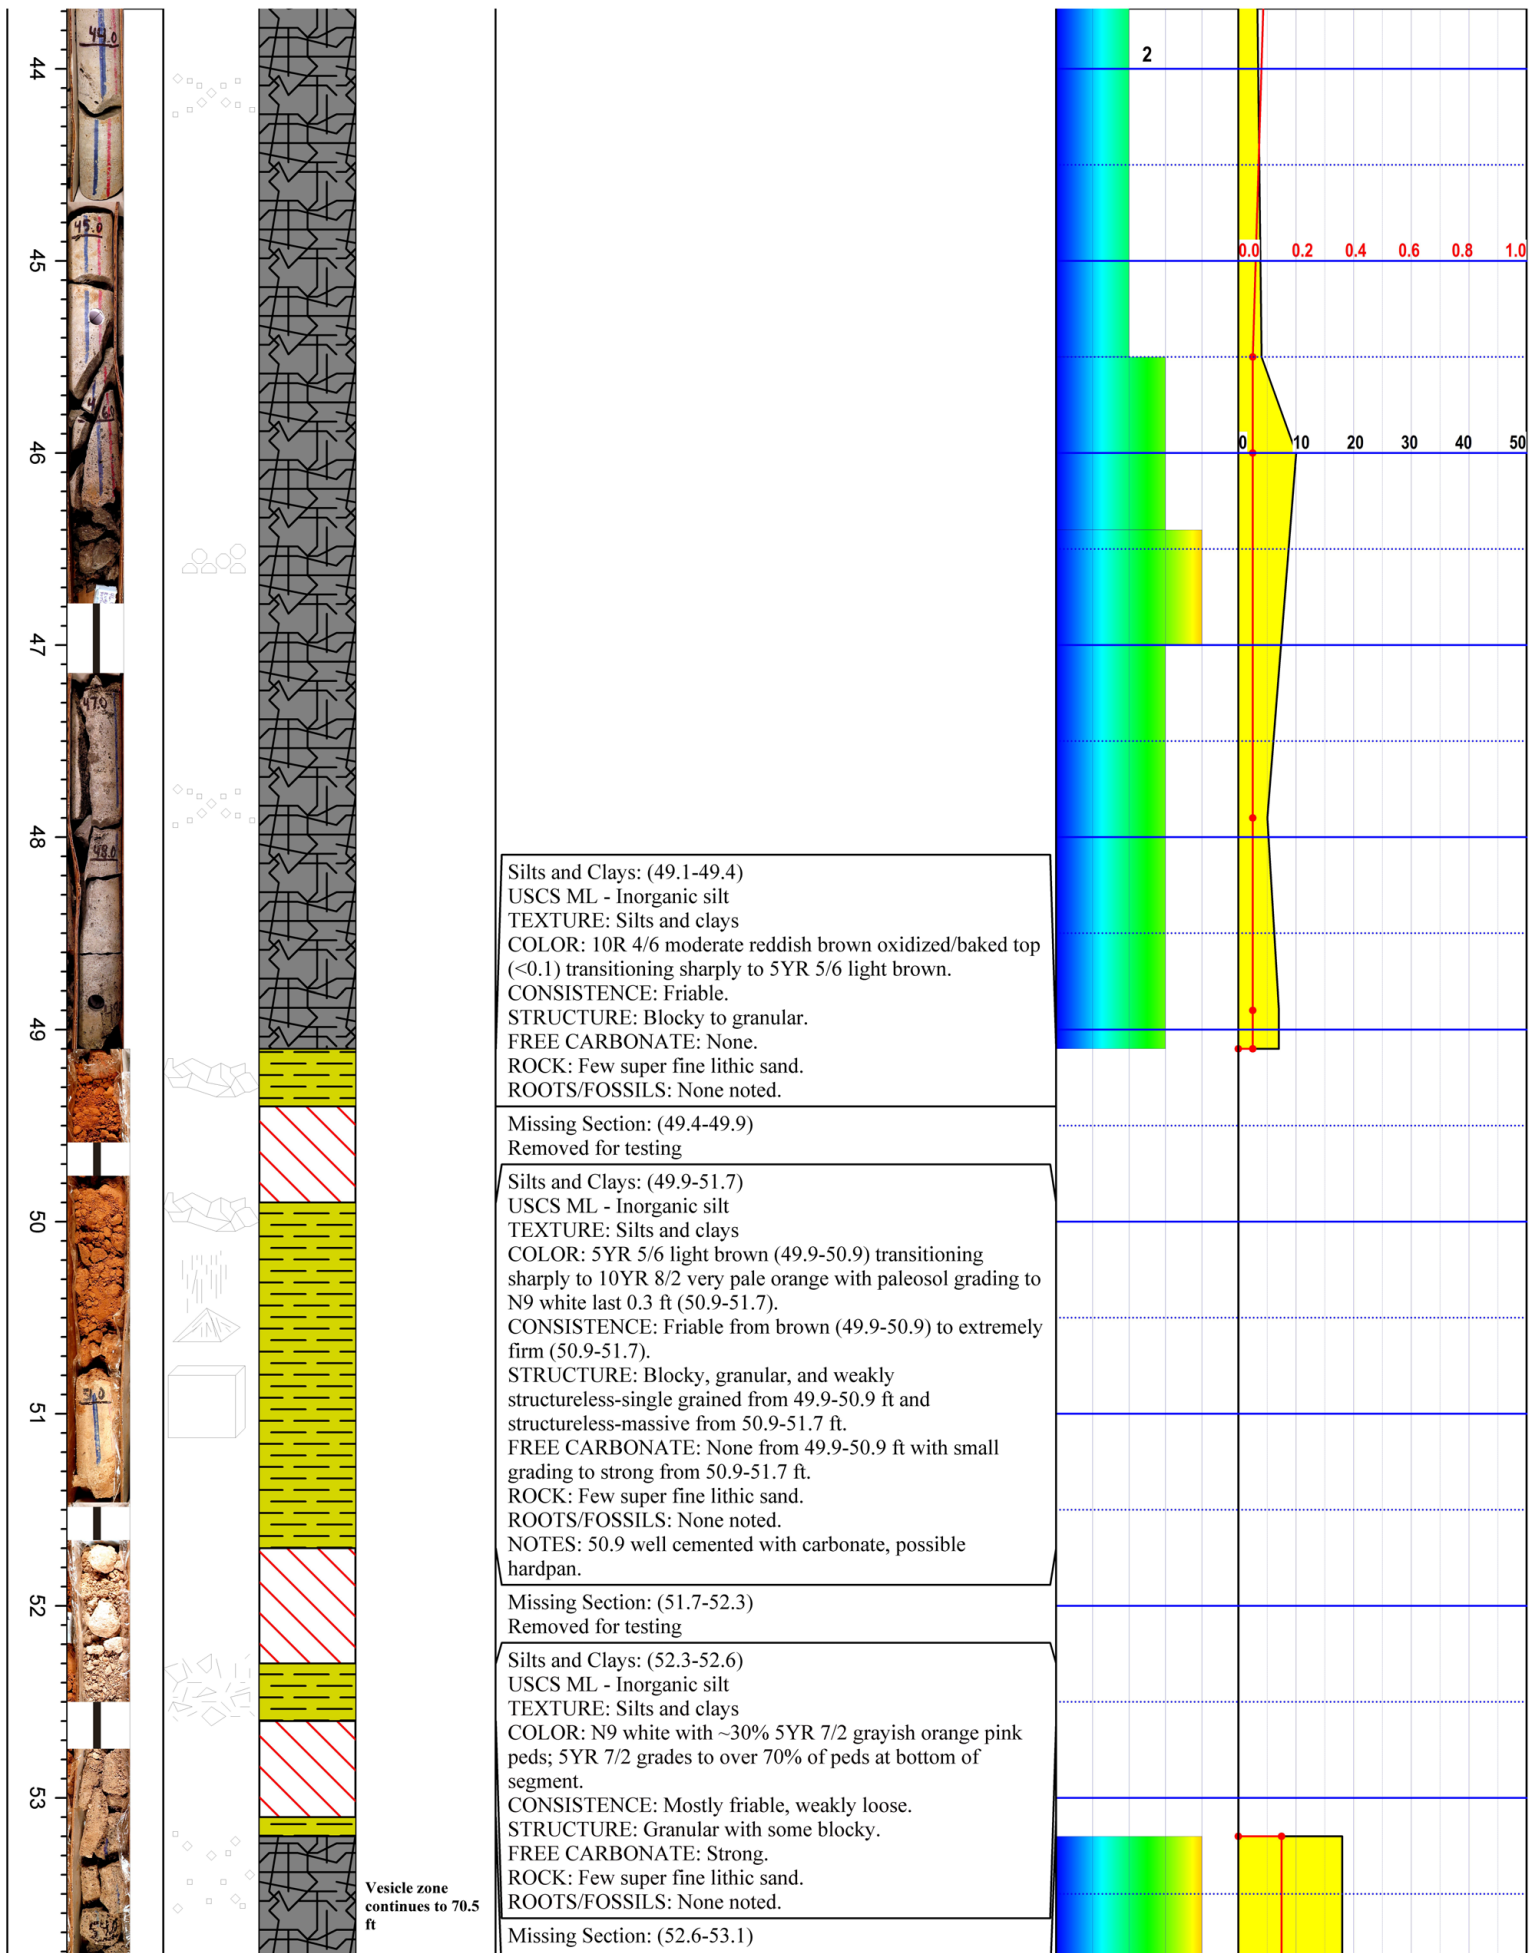 44.0
44
2
45.0
0.0 0.2 0.4 0.6 0.8 1.0
45
46
0 10 20 30 40 50
47
47.0
48
48.0
Silts and Clays: (49.1-49.4)
USCS ML - Inorganic silt
TEXTURE: Silts and clays
COLOR: 10R 4/6 moderate reddish brown oxidized/baked top
(<0.1) transitioning sharply to 5YR 5/6 light brown.
CONSISTENCE: Friable.
STRUCTURE: Blocky to granular.
FREE CARBONATE: None.
ROCK: Few super fine lithic sand.
ROOTS/FOSSILS: None noted.
49
Missing Section: (49.4-49.9)
Removed for testing
Silts and Clays: (49.9-51.7)
USCS ML - Inorganic silt
TEXTURE: Silts and clays
COLOR: 5YR 5/6 light brown (49.9-50.9) transitioning
sharply to 10YR 8/2 very pale orange with paleosol grading to
N9 white last 0.3 ft (50.9-51.7).
CONSISTENCE: Friable from brown (49.9-50.9) to extremely
firm (50.9-51.7).
STRUCTURE: Blocky, granular, and weakly
structureless-single grained from 49.9-50.9 ft and
structureless-massive from 50.9-51.7 ft.
FREE CARBONATE: None from 49.9-50.9 ft with small
grading to strong from 50.9-51.7 ft.
ROCK: Few super fine lithic sand.
ROOTS/FOSSILS: None noted.
NOTES: 50.9 well cemented with carbonate, possible
hardpan.
50
51
Missing Section: (51.7-52.3)
Removed for testing
52
Silts and Clays: (52.3-52.6)
USCS ML - Inorganic silt
TEXTURE: Silts and clays
COLOR: N9 white with ~30% 5YR 7/2 grayish orange pink
peds; 5YR 7/2 grades to over 70% of peds at bottom of
segment.
CONSISTENCE: Mostly friable, weakly loose.
STRUCTURE: Granular with some blocky.
FREE CARBONATE: Strong.
ROCK: Few super fine lithic sand.
ROOTS/FOSSILS: None noted.
53
Vesicle zone
continues to 70.5
ft
54.0
Missing Section: (52.6-53.1)